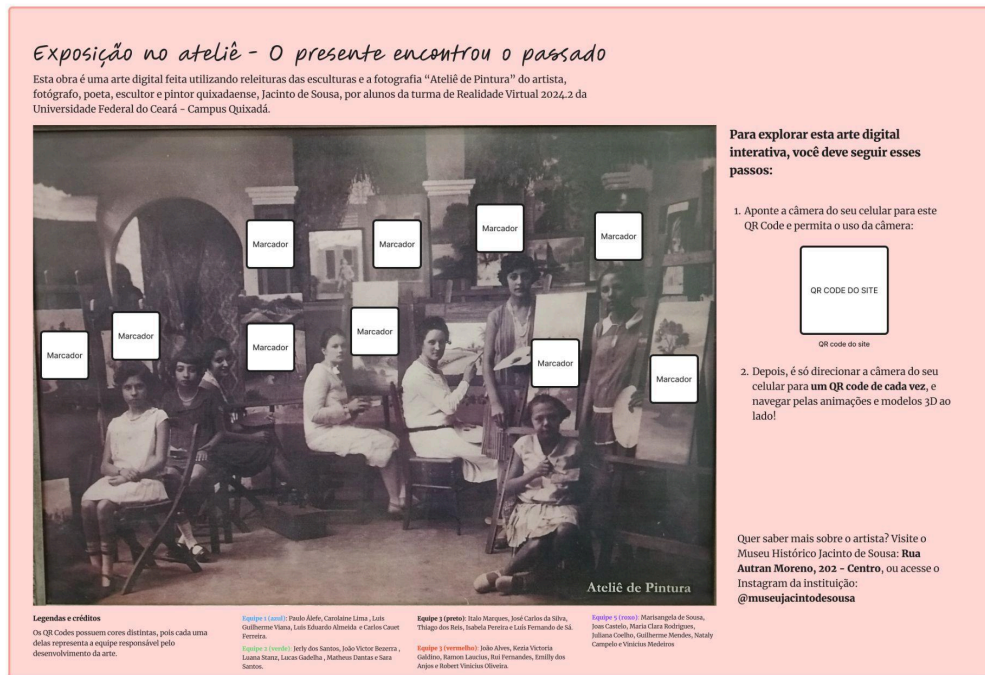 Exposição no ateliê - O presente encontrou o passado
Esta obra é uma arte digital feita utilizando releituras das esculturas e a fotografia “Ateliê de Pintura” do artista,
fotógrafo, poeta, escultor e pintor quixadaense, Jacinto de Sousa, por alunos da turma de Realidade Virtual 2024.2 da
Universidade Federal do Ceará - Campus Quixadá.
Marcador
Marcador
Marcador
Marcador
Marcador
Marcador
Marcador
Marcador
Marcador
Marcador
Ateliê de Pintura
Para explorar esta arte digital
interativa, você deve seguir esses
passos:
1. Aponte a câmera do seu celular para este
QR Code e permita o uso da câmera:
QR CODE DO SITE
QR code do site
2. Depois, é só direcionar a câmera do seu
celular para um QR code de cada vez, e
navegar pelas animações e modelos 3D ao
lado!
Quer saber mais sobre o artista? Visite o
Museu Histórico Jacinto de Sousa: Rua
Autran Moreno, 202 - Centro, ou acesse o
Instagram da instituição:
@museujacintodesousa
Legendas e créditos
Os QR Codes possuem cores distintas, pois cada uma
delas representa a equipe responsável pelo
desenvolvimento da arte.
Equipe 1 (azul): Paulo Álefe, Carolaine Lima , Luis
Guilherme Viana, Luis Eduardo Almeida e Carlos Cauet
Ferreira.
Equipe 2 (verde): Jerly dos Santos, João Victor Bezerra ,
Luana Stanz, Lucas Gadelha , Matheus Dantas e Sara
Santos.
Equipe 3 (preto): Italo Marques, José Carlos da Silva,
Thiago dos Reis, Isabela Pereira e Luís Fernando de Sá.
Equipe 3 (vermelho): João Alves, Kezia Victoria
Galdino, Ramon Laucius, Rui Fernandes, Emilly dos
Anjos e Robert Vinicius Oliveira.
Equipe 5 (roxo): Marisangela de Sousa,
Joas Castelo, Maria Clara Rodrigues,
Juliana Coelho, Guilherme Mendes, Nataly
Campelo e Vinicius Medeiros